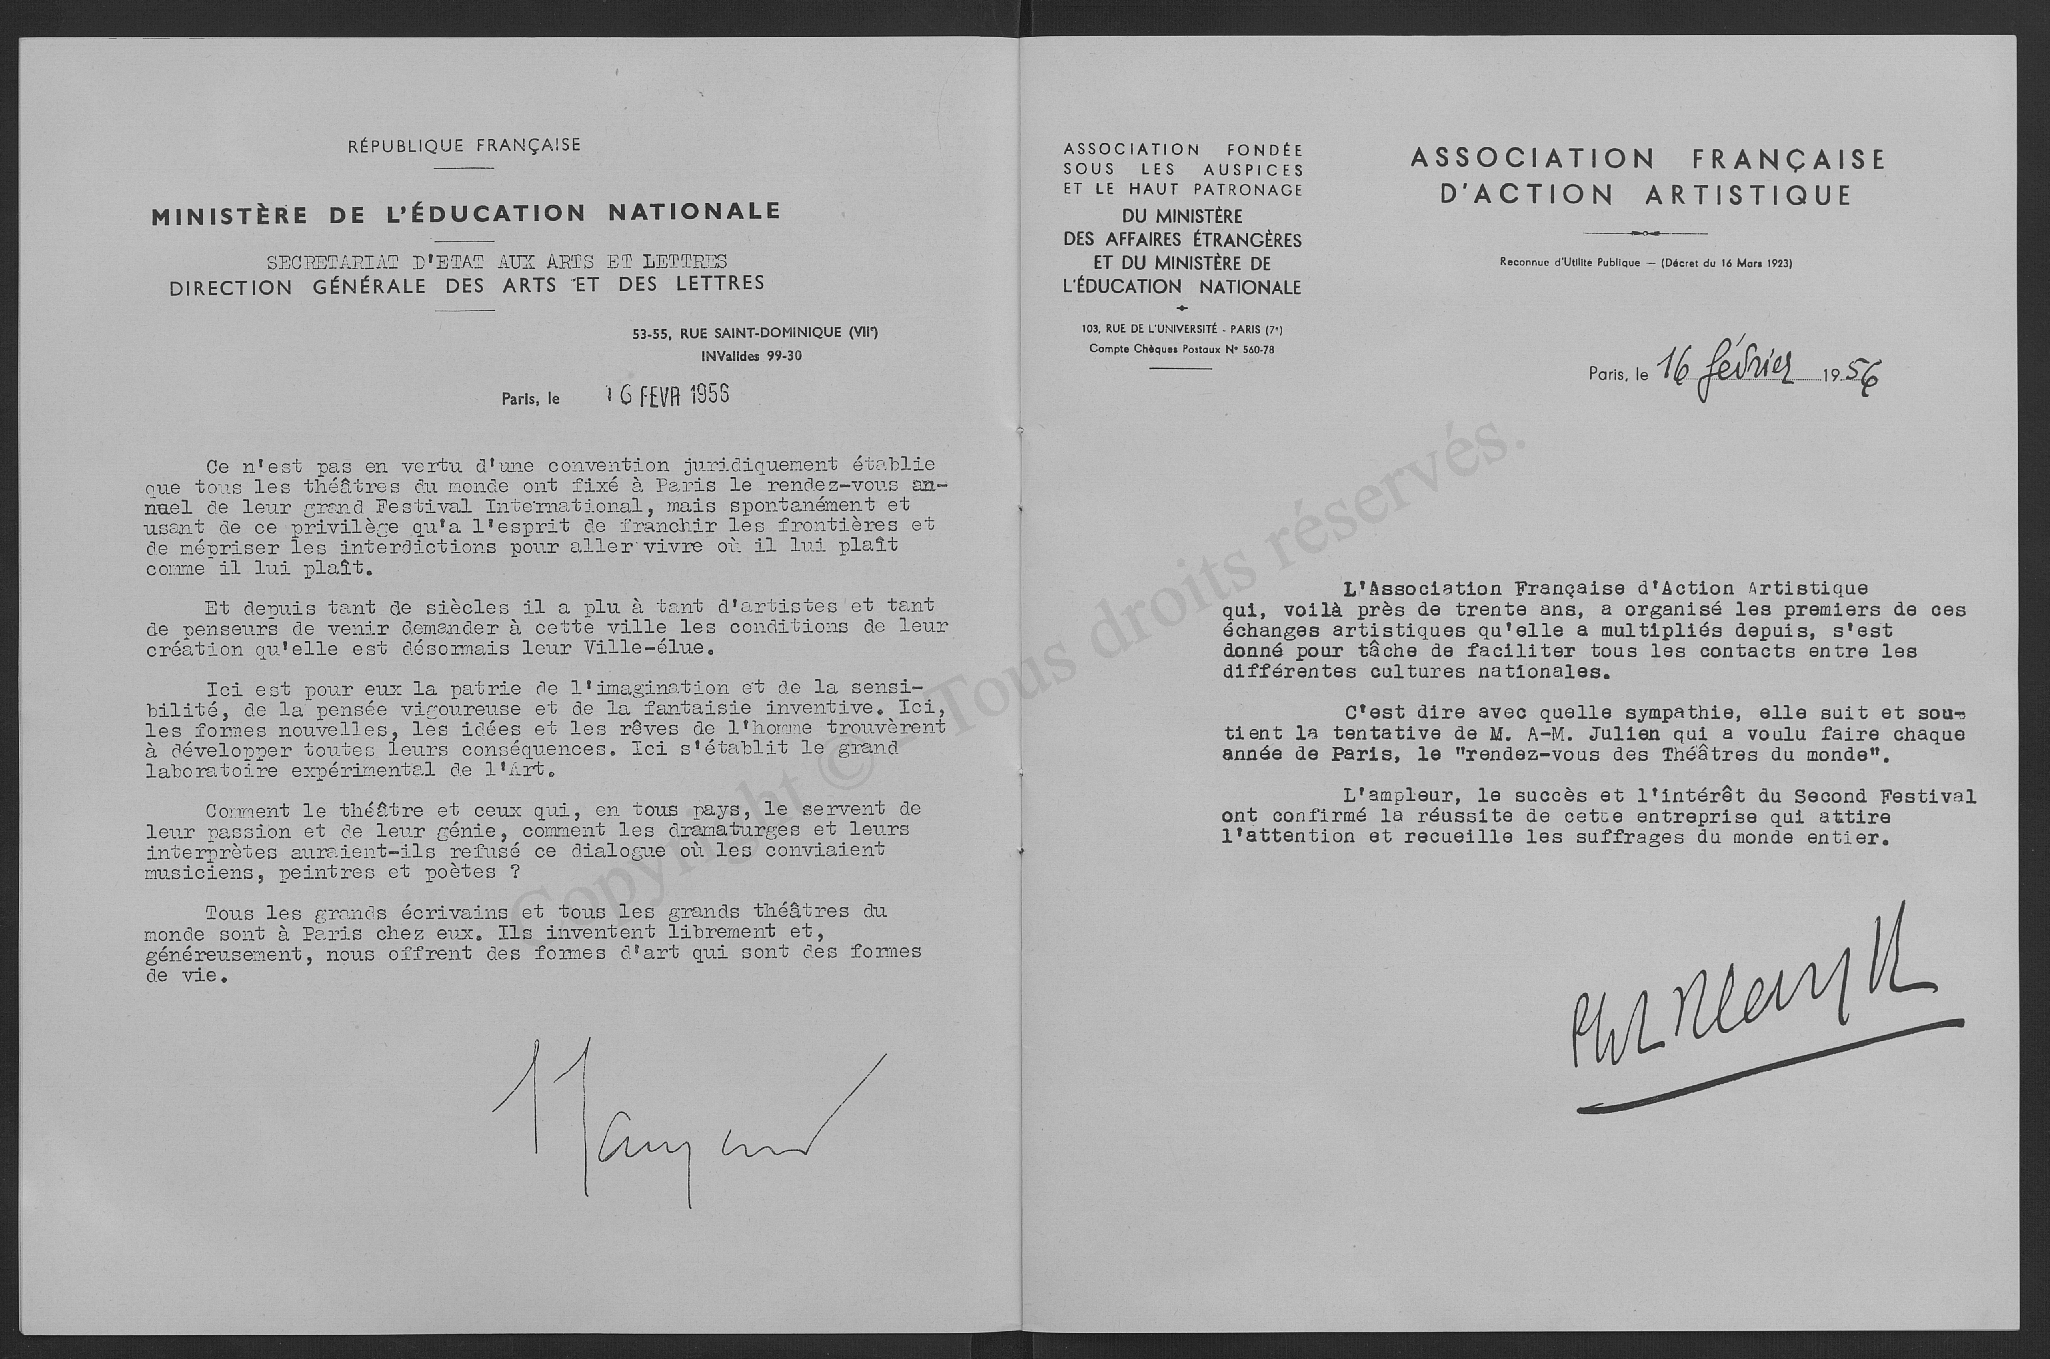 RÉPUBLIQUE FRANÇAISE
MINISTÈRE DE L'ÉDUCATION NATIONALE
SECRETARIAT D'ETAT AUX ARTS ET LETTRES
DIRECTION GÉNÉRALE DES ARTS ET DES LETTRES
53-55, RUE SAINT-DOMINIQUE (VIIe)
INValides 99-30
Paris, le 16 FEVR 1956
Ce n'est pas en vertu d'une convention juridiquement établie
que tous les théâtres du monde ont fixé à Paris le rendez-vous an-
nuel de leur grand Festival International, mais spontanément et
usant de ce privilège qu'a l'esprit de franchir les frontières et
de mépriser les interdictions pour aller vivre où il lui plaît
comme il lui plaît.
Et depuis tant de siècles il a plu à tant d'artistes et tant
de penseurs de venir demander à cette ville les conditions de leur
création qu'elle est désormais leur Ville-élue.
Ici est pour eux la patrie de l'imagination et de la sensi-
bilité, de la pensée vigoureuse et de la fantaisie inventive. Ici,
les formes nouvelles, les idées et les rêves de l'homme trouvèrent
à développer toutes leurs conséquences. Ici s'établit le grand
laboratoire expérimental de l'Art.
Comment le théâtre et ceux qui, en tous pays, le servent de
leur passion et de leur génie, comment les dramaturges et leurs
interprètes auraient-ils refusé ce dialogue où les conviaient
musiciens, peintres et poètes ?
Tous les grands écrivains et tous les grands théâtres du
monde sont à Paris chez eux. Ils inventent librement et,
généreusement, nous offrent des formes d'art qui sont des formes
de vie.
ASSOCIATION FONDÉE
SOUS LES AUSPICES
ET LE HAUT PATRONAGE
DU MINISTÈRE
DES AFFAIRES ÉTRANGÈRES
ET DU MINISTÈRE DE
L'ÉDUCATION NATIONALE
103, RUE DE L'UNIVERSITÉ - PARIS (7e)
Compte Chèques Postaux N° 560-78
ASSOCIATION FRANÇAISE
D'ACTION ARTISTIQUE
Reconnue d'Utilite Publique — (Décret du 16 Mars 1923)
Paris, le 16 février 1956
L'Association Française d'Action Artistique
qui, voilà près de trente ans, a organisé les premiers de ces
échanges artistiques qu'elle a multipliés depuis, s'est
donné pour tâche de faciliter tous les contacts entre les
différentes cultures nationales.
C'est dire avec quelle sympathie, elle suit et sou-
tient la tentative de M. A-M. Julien qui a voulu faire chaque
année de Paris, le "rendez-vous des Théâtres du monde".
L'ampleur, le succès et l'intérêt du Second Festival
ont confirmé la réussite de cette entreprise qui attire
l'attention et recueille les suffrages du monde entier.
Copyright © - Tous droits réservés.